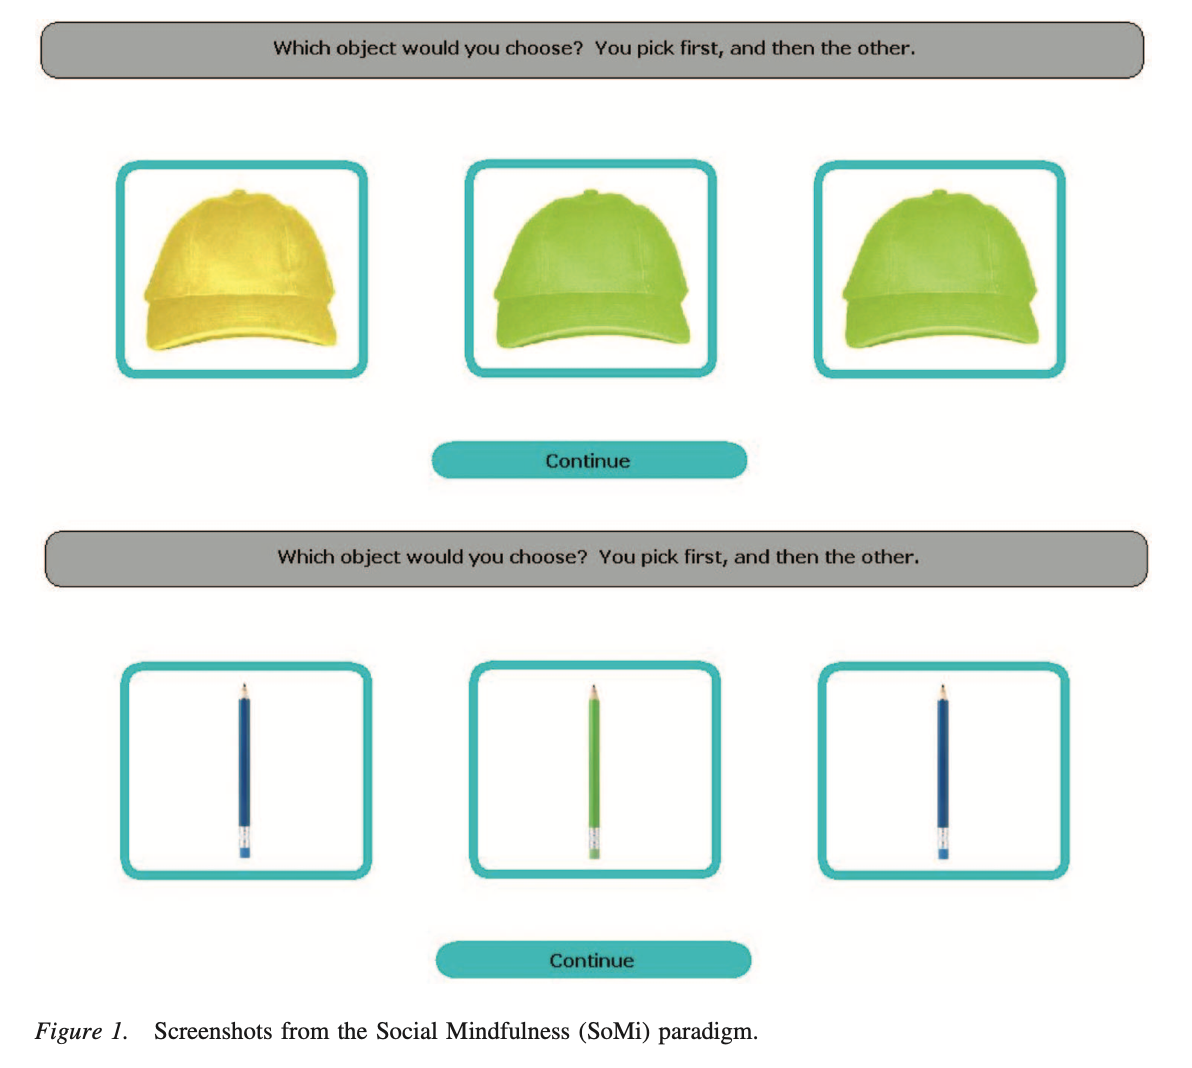 Which object would you choose?  You pick first, and then the other.
Continue
Which object would you choose?  You pick first, and then the other.
Continue
Figure 1.   Screenshots from the Social Mindfulness (SoMi) paradigm.